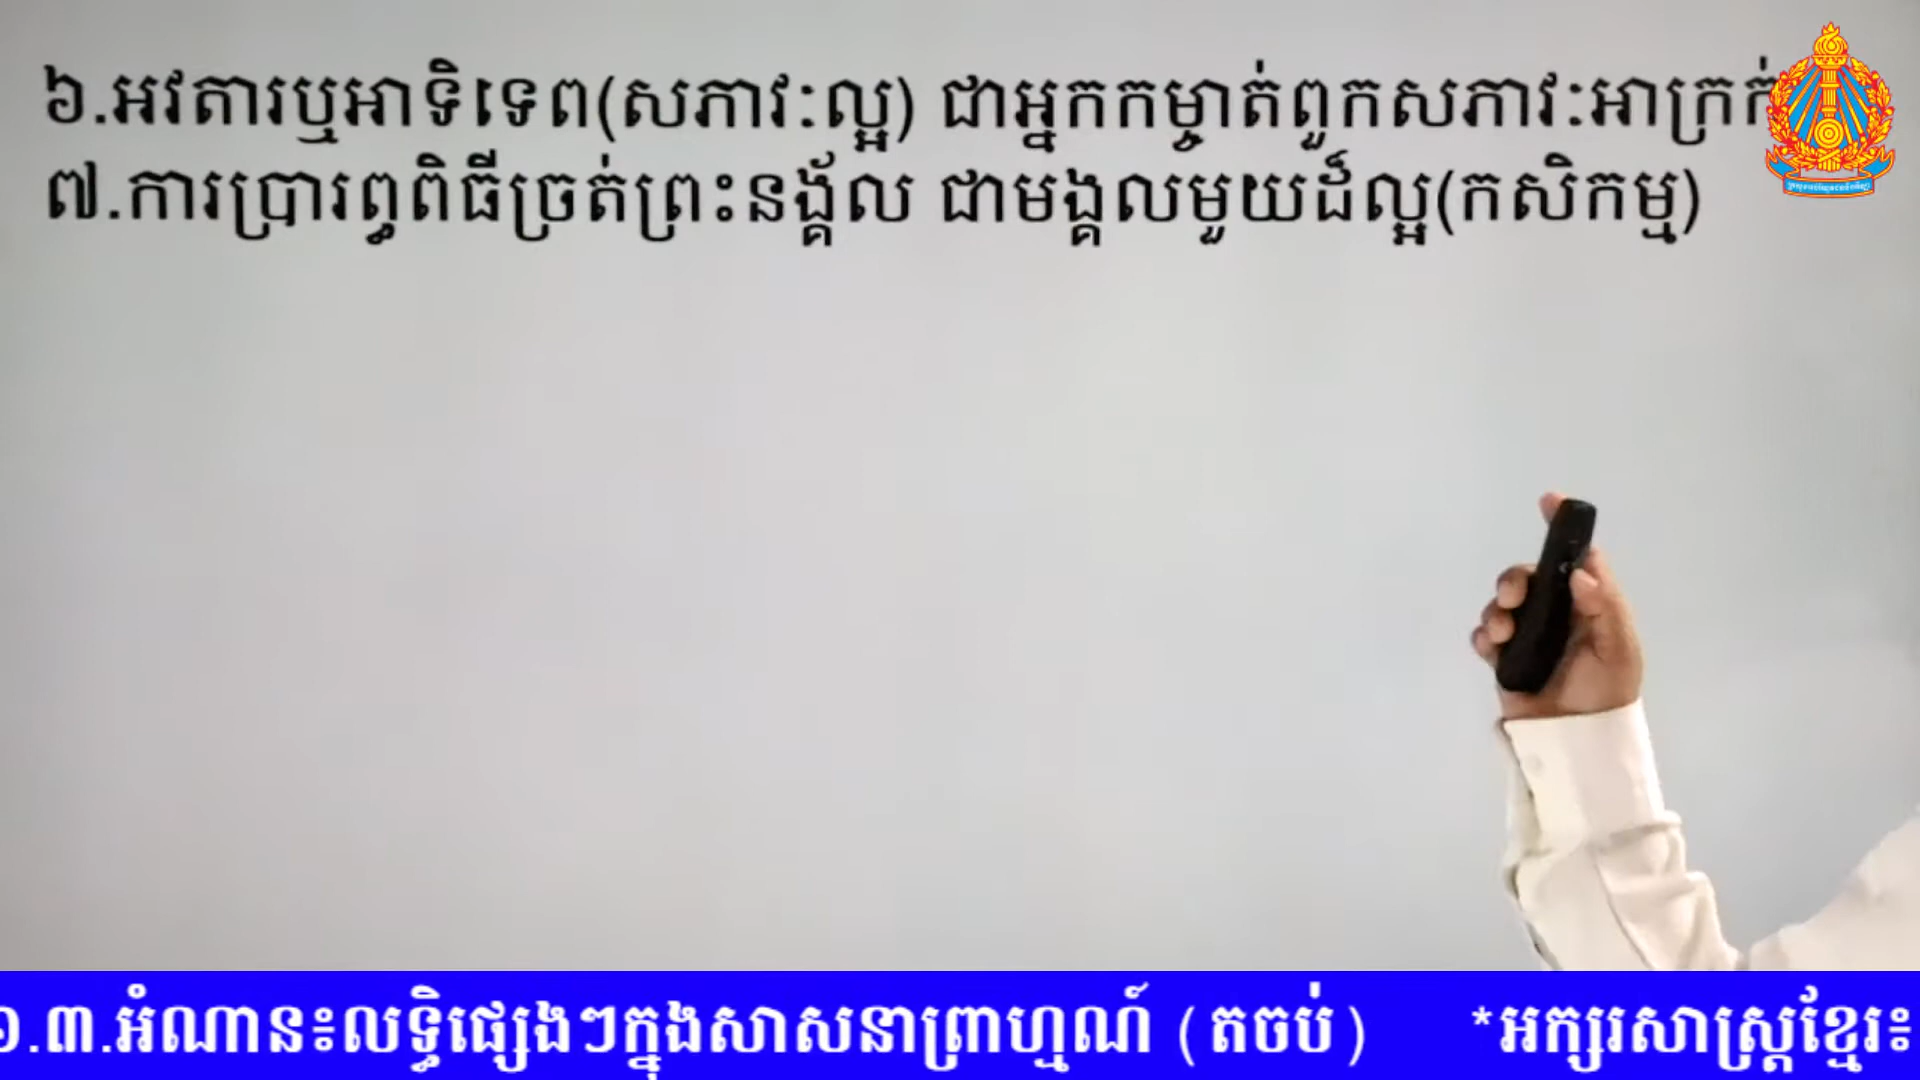 ៦.អវតារឬអាទិទេព(សភាវ:ល្អ) ជាអ្នកកម្ចាត់ពួកសភាវ:អាក្រក់
៧.ការប្រារព្ធពិធីច្រត់ព្រះនង្គ័ល ជាមង្គលមួយដ៏ល្អ(កសិកម្ម)
១.៣.អំណាន៖លទ្ធិផ្សេងៗក្នុងសាសនាព្រាហ្មណ៍ (តចប់) *អក្សរសាស្ត្រខ្មែរ៖